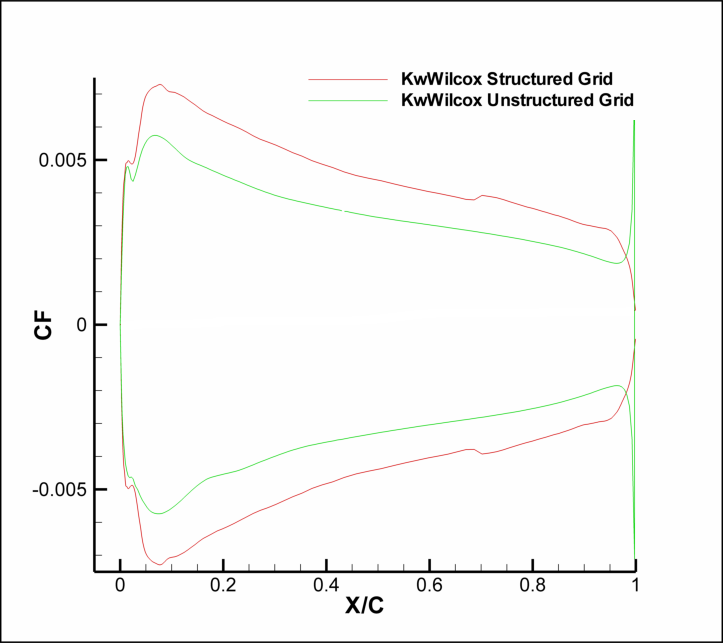 KwWilcox Structured Grid
KwWilcox Unstructured Grid
0.005
0
-0.005
CF
0 0.2 0.4 0.6 0.8 1
X/C